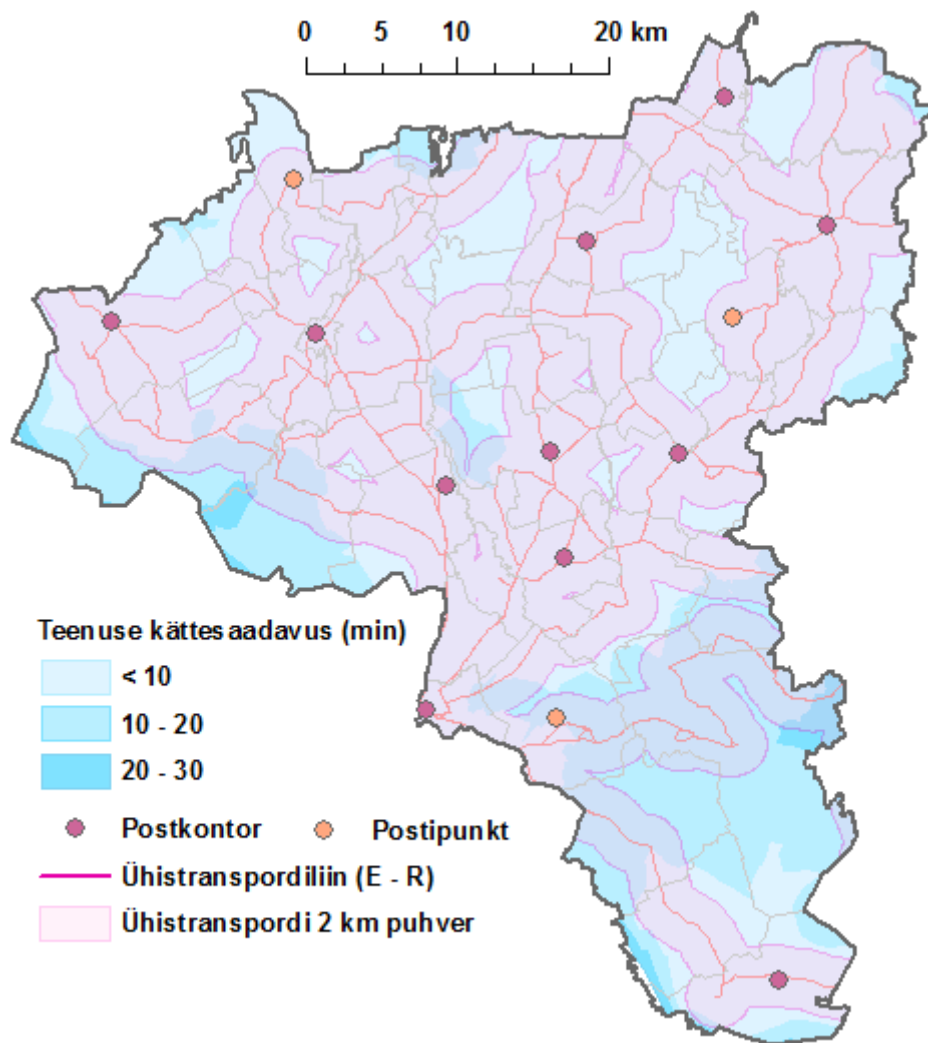 0 5 10 20 km
Teenuse kättesaadavus (min)
< 10
10 - 20
20 - 30
Postkontor Postipunkt
Ühistranspordiliin (E - R)
Ühistranspordi 2 km puhver